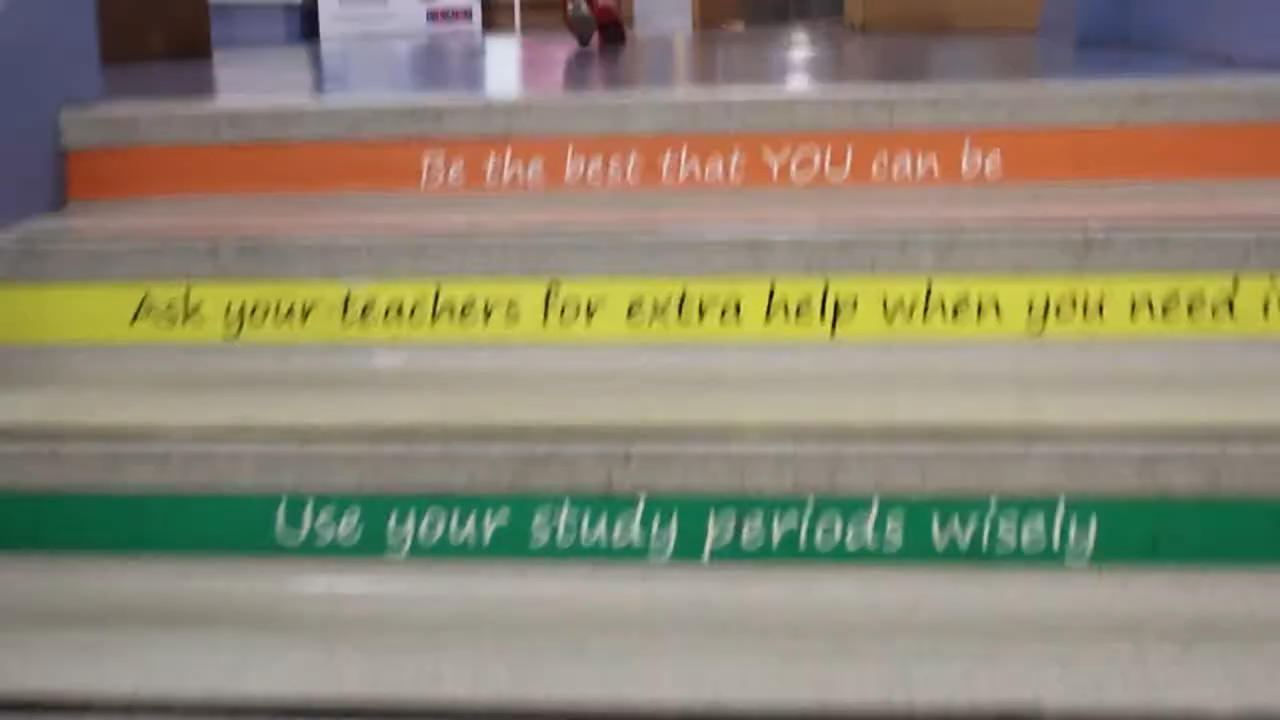 Be the best that YOU can be
Ask your teachers for extra help when you need i
Use your study periods wisely